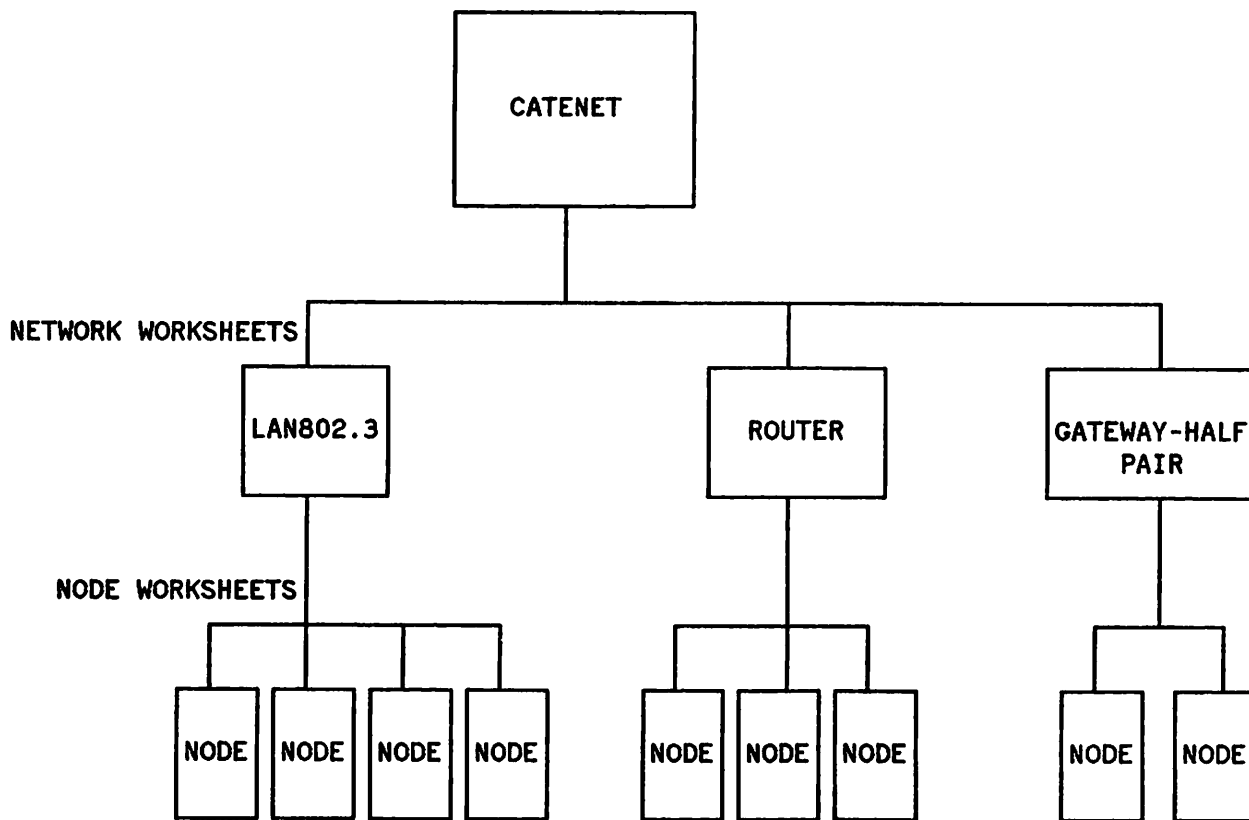 CATENET
NETWORK WORKSHEETS
LAN802.3
ROUTER
GATEWAY-HALF
PAIR
NODE WORKSHEETS
NODE
NODE
NODE
NODE
NODE
NODE
NODE
NODE
NODE